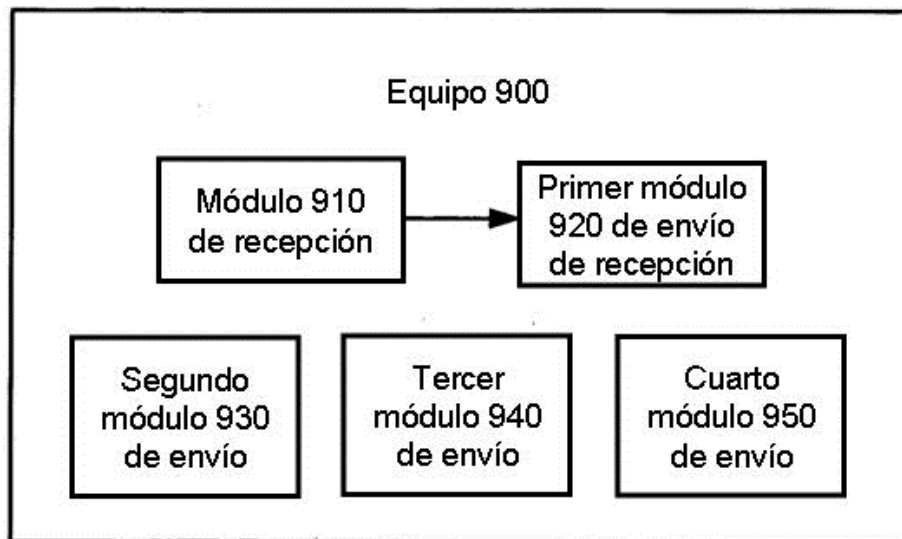 Equipo 900
Módulo 910
de recepción
Primer módulo
920 de envío
de recepción
Segundo
módulo 930
de envío
Tercer
módulo 940
de envío
Cuarto
módulo 950
de envío